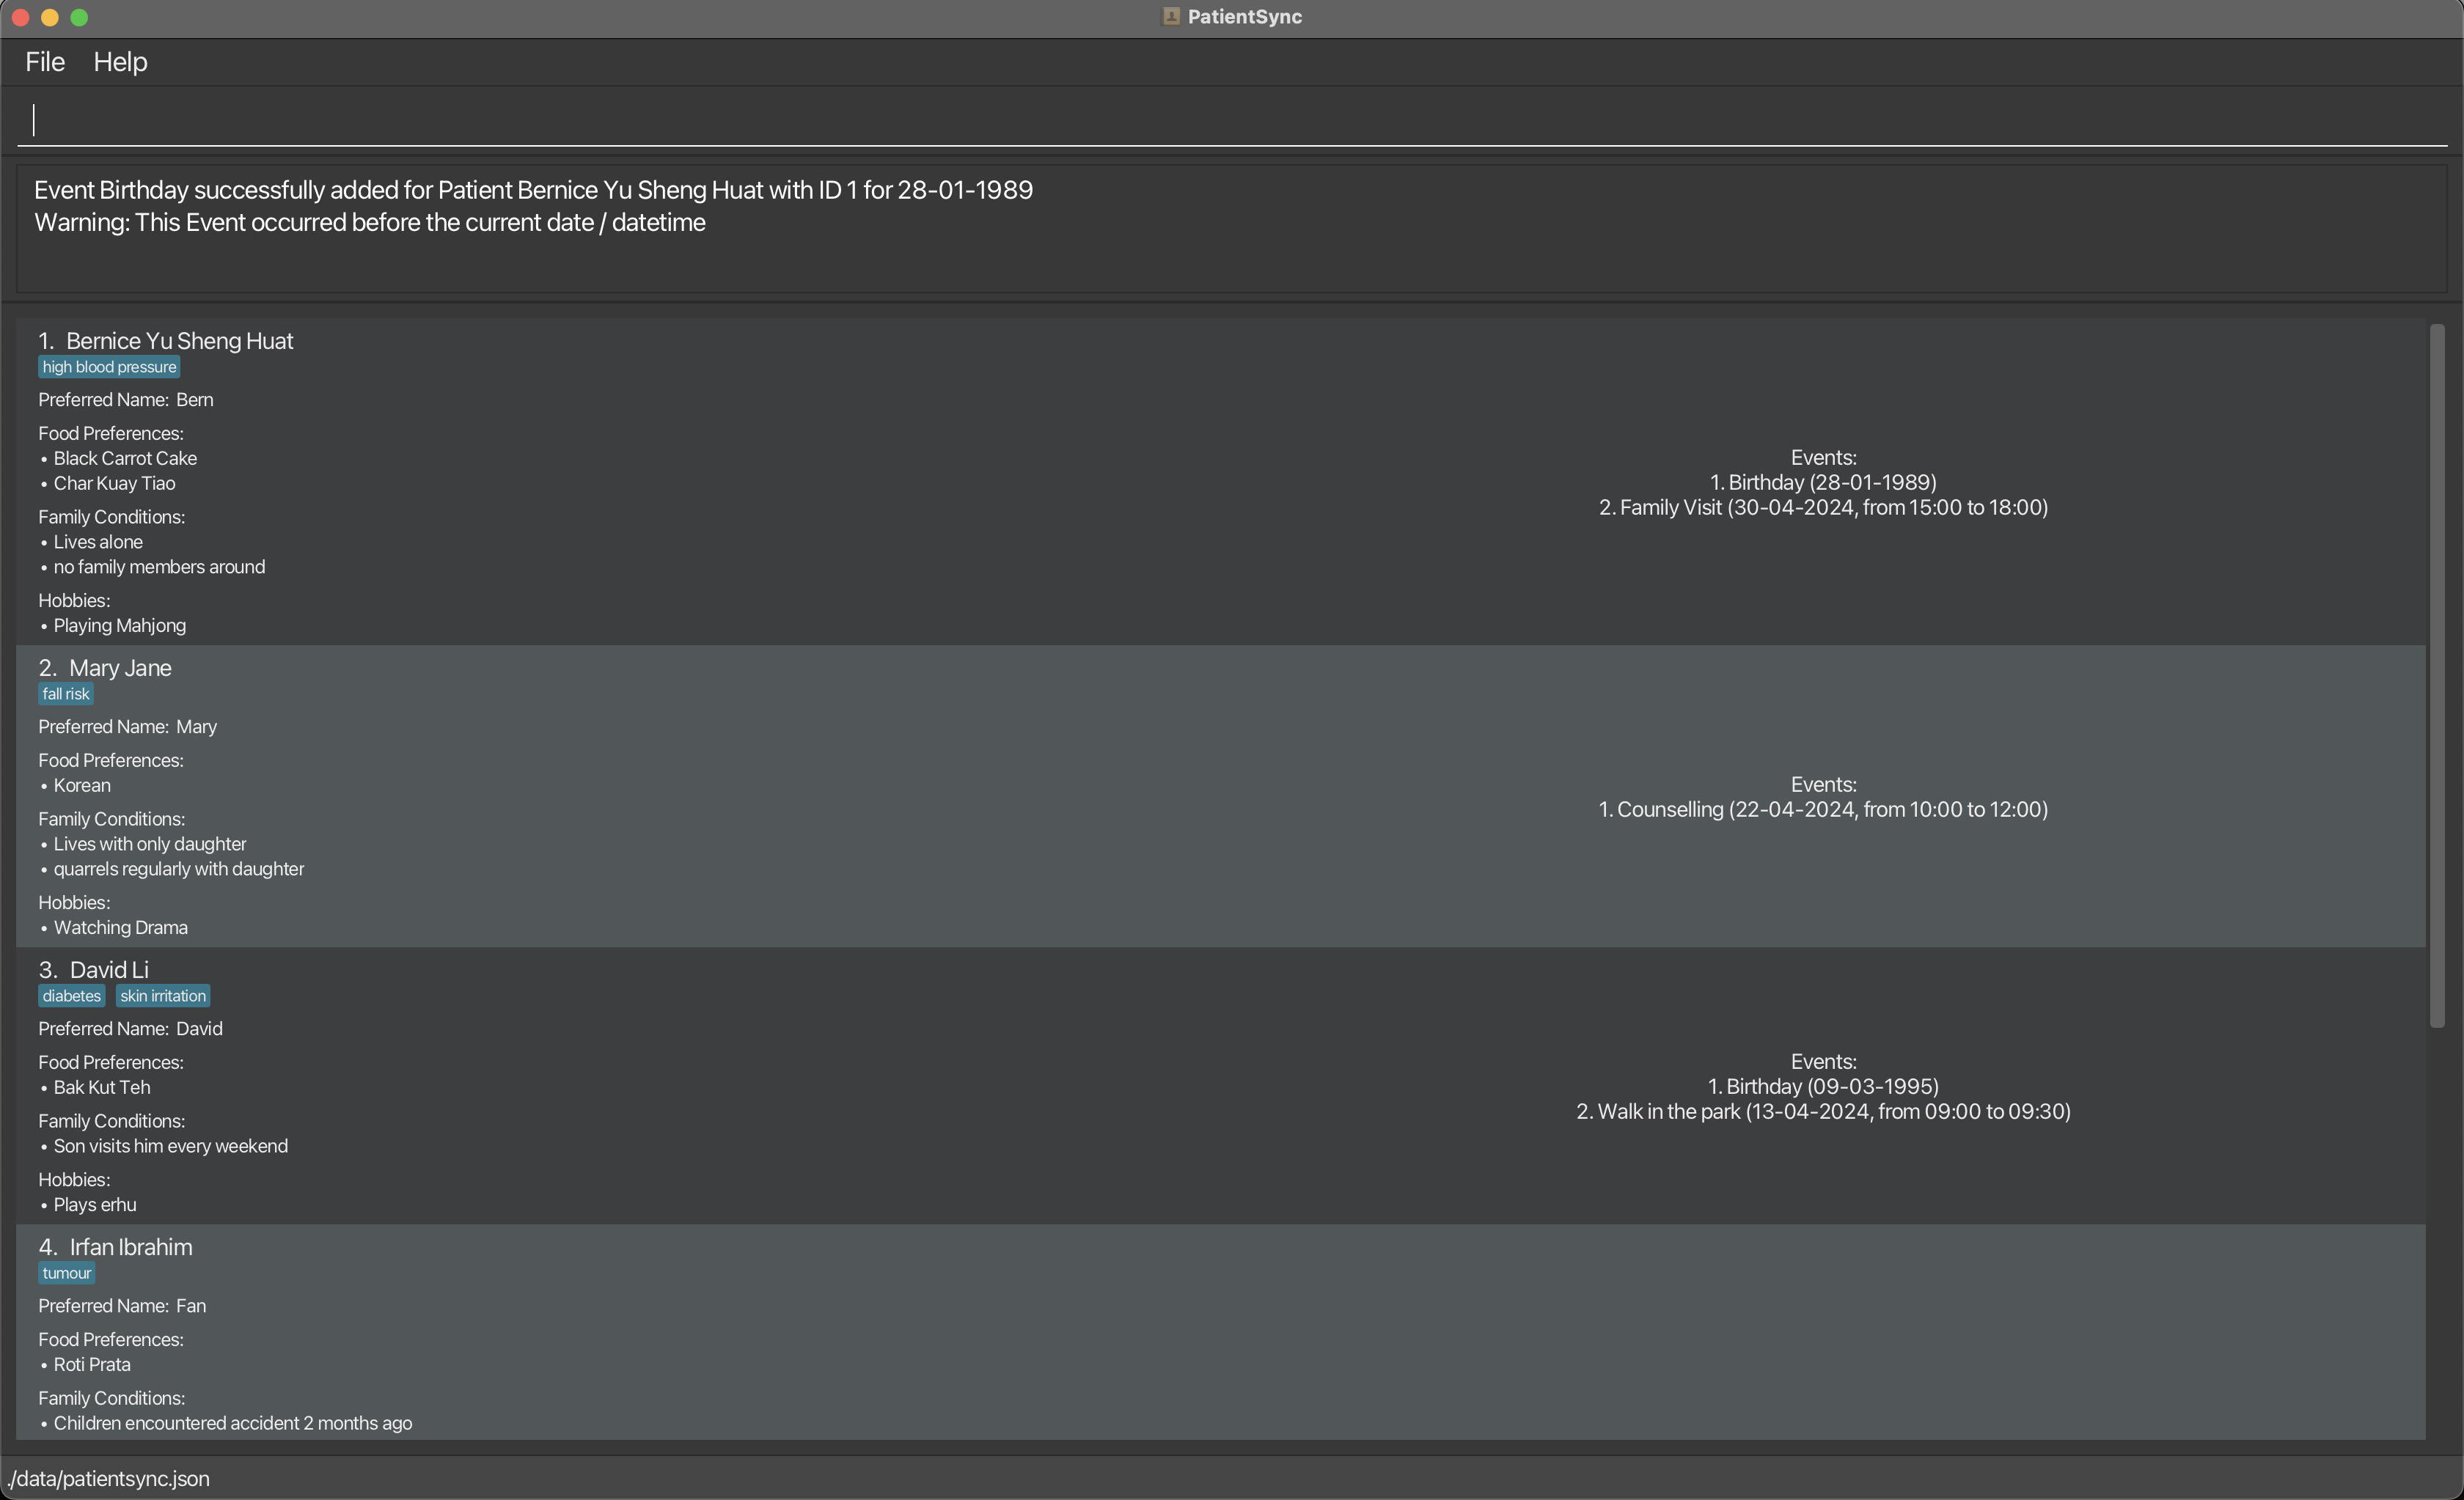 PatientSync
File Help
Event Birthday successfully added for Patient Bernice Yu Sheng Huat with ID 1 for 28-01-1989
Warning: This Event occurred before the current date / datetime
1. Bernice Yu Sheng Huat
high blood pressure
Preferred Name: Bern
Food Preferences:
• Black Carrot Cake
• Char Kuay Tiao
Family Conditions:
• Lives alone
• no family members around
Hobbies:
• Playing Mahjong
Events:
1. Birthday (28-01-1989)
2. Family Visit (30-04-2024, from 15:00 to 18:00)
2. Mary Jane
fall risk
Preferred Name: Mary
Food Preferences:
• Korean
Family Conditions:
• Lives with only daughter
• quarrels regularly with daughter
Hobbies:
• Watching Drama
Events:
1. Counselling (22-04-2024, from 10:00 to 12:00)
3. David Li
diabetes skin irritation
Preferred Name: David
Food Preferences:
• Bak Kut Teh
Family Conditions:
• Son visits him every weekend
Hobbies:
• Plays erhu
Events:
1. Birthday (09-03-1995)
2. Walk in the park (13-04-2024, from 09:00 to 09:30)
4. Irfan Ibrahim
tumour
Preferred Name: Fan
Food Preferences:
• Roti Prata
Family Conditions:
• Children encountered accident 2 months ago
./data/patientsync.json